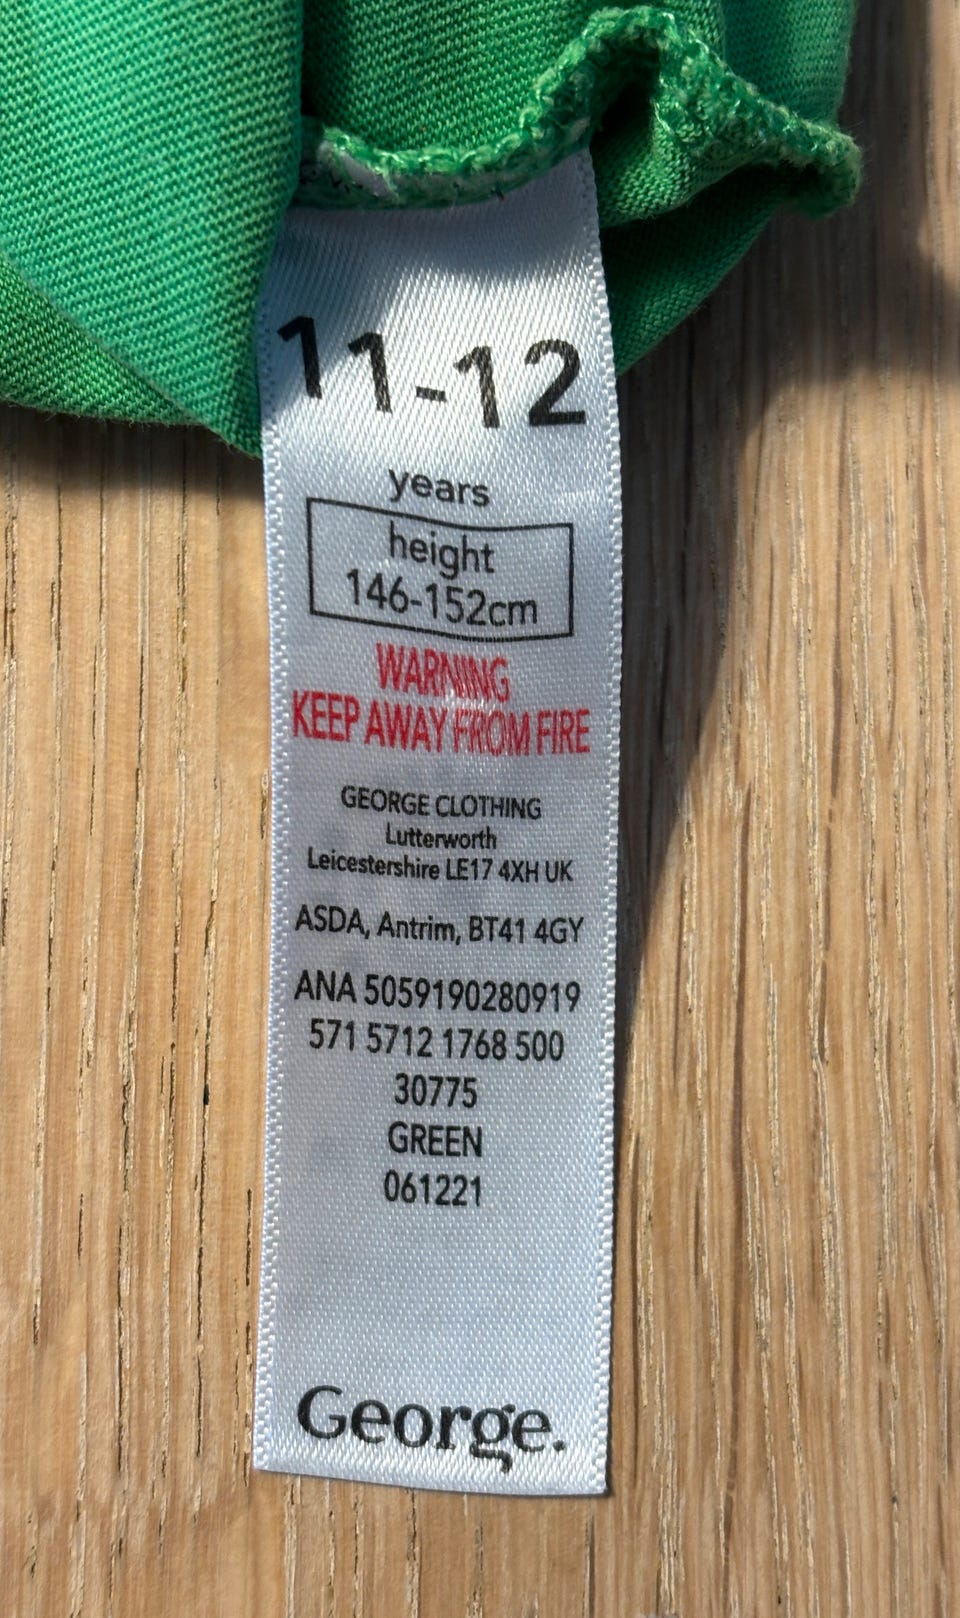 11-12
years
height
146-152cm
WARNING
KEEP AWAY FROM FIRE
GEORGE CLOTHING
Lutterworth
Leicestershire LE17 4XH UK
ASDA, Antrim, BT41 4GY
ANA 5059190280919
571 5712 1768 500
30775
GREEN
061221
George.